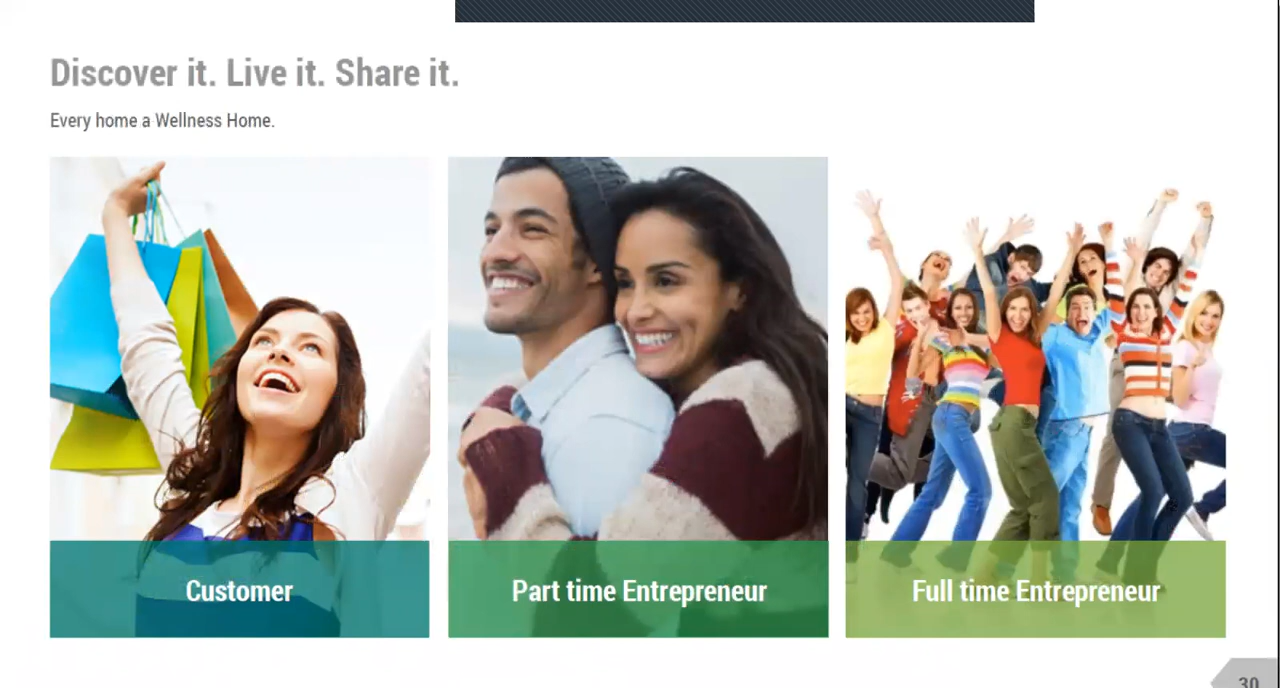 Discover it. Live it. Share it.
Every home a Wellness Home.
Customer
Part time Entrepreneur
Full time Entrepreneur
30